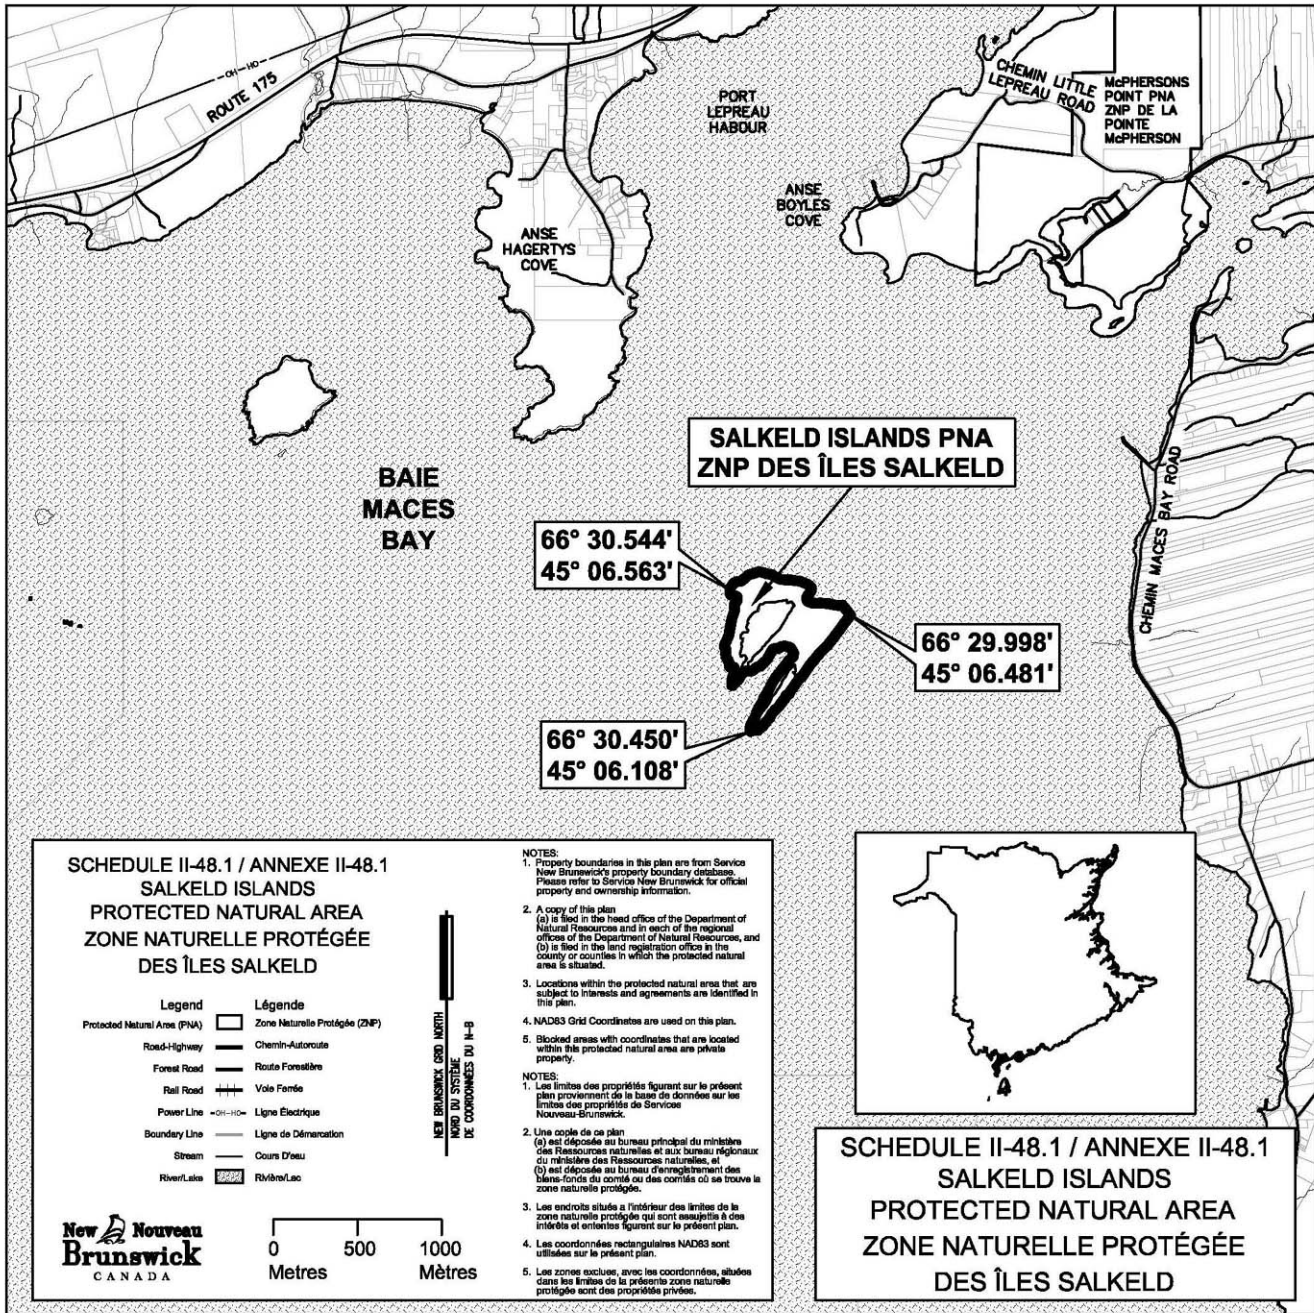 OH-HO
ROUTE 175
PORT
LEPREAU
HABOUR
CHEMIN LITTLE
LEPREAU ROAD
McPHERSONS
POINT PNA
ZNP DE LA
POINTE
McPHERSON
ANSE
BOYLES
COVE
ANSE
HAGERTYS
COVE
SALKELD ISLANDS PNA
ZNP DES ÎLES SALKELD
BAIE
MACES
BAY
CHEMIN MACES BAY ROAD
66° 30.544'
45° 06.563'
66° 29.998'
45° 06.481'
66° 30.450'
45° 06.108'
SCHEDULE II-48.1 / ANNEXE II-48.1
SALKELD ISLANDS
PROTECTED NATURAL AREA
ZONE NATURELLE PROTÉGÉE
DES ÎLES SALKELD
Legend Légende
Protected Natural Area (PNA) Zone Naturelle Protégée (ZNP)
Road-Highway Chemin-Autoroute
Forest Road Route Forestière
Rail Road Voie Ferrée
Power Line -OH-HO- Ligne Électrique
Boundary Line Ligne de Démarcation
Stream Cours D'eau
River/Lake Rivière/Lac
NEW BRUNSWICK GRID NORTH
NORD DU SYSTÈME
DE COORDONNÉES DU N-B
New Nouveau
Brunswick
CANADA
0 500 1000
Metres Mètres
NOTES:
1. Property boundaries in this plan are from Service
New Brunswick's property boundary database.
Please refer to Service New Brunswick for official
property and ownership information.
2. A copy of this plan
(a) is filed in the head office of the Department of
Natural Resources and in each of the regional
offices of the Department of Natural Resources, and
(b) is filed in the land registration office in the
county or counties in which the protected natural
area is situated.
3. Locations within the protected natural area that are
subject to interests and agreements are identified in
this plan.
4. NAD83 Grid Coordinates are used on this plan.
5. Blocked areas with coordinates that are located
within this protected natural area are private
property.
NOTES:
1. Les limites des propriétés figurant sur le présent
plan proviennent de la base de données sur les
limites des propriétés de Services
Nouveau-Brunswick.
2. Une copie de ce plan
(a) est déposée au bureau principal du ministère
des Ressources naturelles et aux bureau régionaux
du ministère des Ressources naturelles, et
(b) est déposée au bureau d'enregistrement des
biens-fonds du comté ou des comtés où se trouve la
zone naturelle protégée.
3. Les endroits situés a l'intérieur des limites de la
zone naturelle protégée qui sont assujettis à des
intérêts et ententes figurent sur le présent plan.
4. Les coordonnées rectangulaires NAD83 sont
utilisées sur le présent plan.
5. Les zones exclues, avec les coordonnées, situées
dans les limites de la présente zone naturelle
protégée sont des propriétés privées.
SCHEDULE II-48.1 / ANNEXE II-48.1
SALKELD ISLANDS
PROTECTED NATURAL AREA
ZONE NATURELLE PROTÉGÉE
DES ÎLES SALKELD